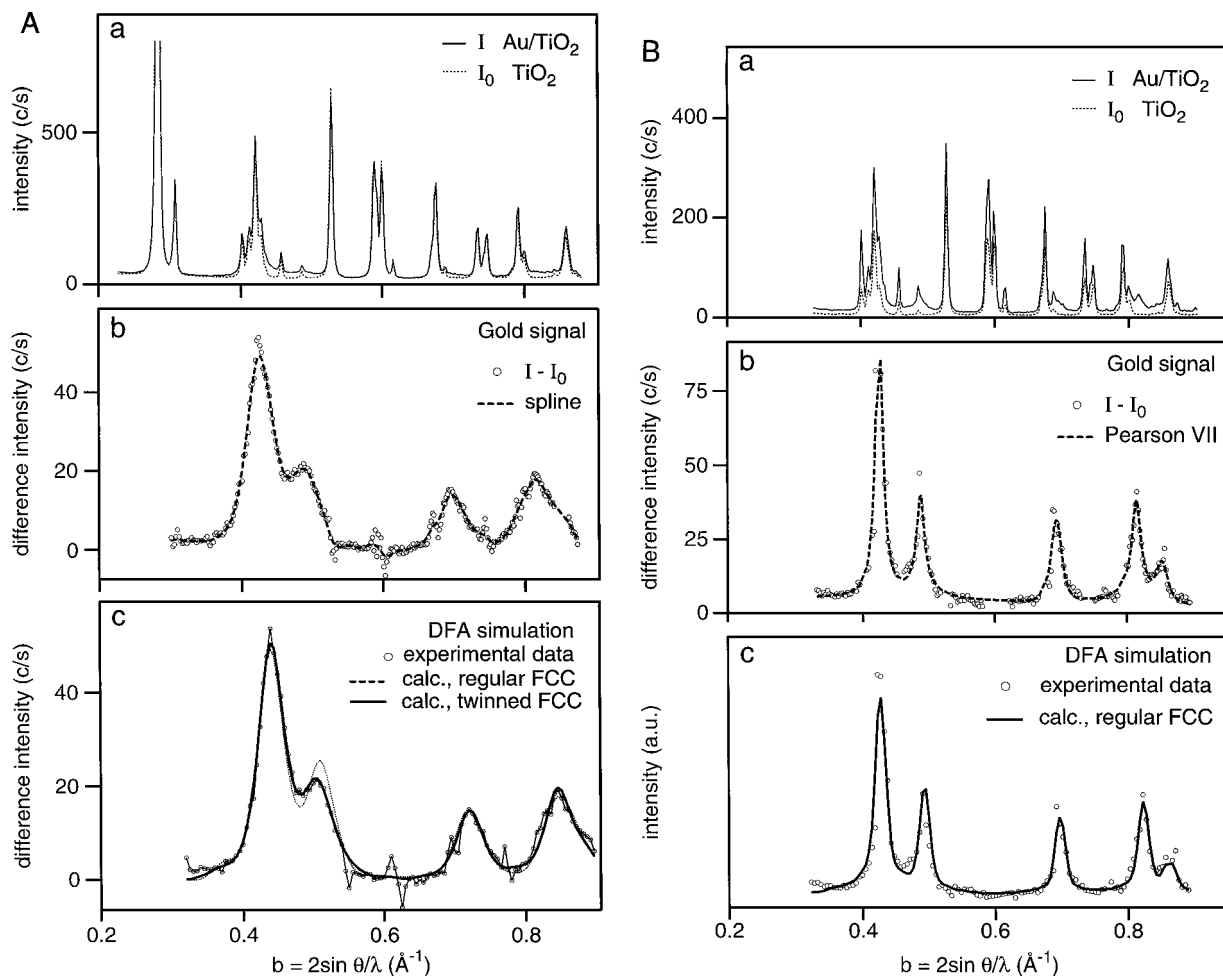 A
a
I Au/TiO₂
I₀ TiO₂
intensity (c/s)
500
0
b
Gold signal
I - I₀
spline
difference intensity (c/s)
40
20
0
c
DFA simulation
experimental data
calc., regular FCC
calc., twinned FCC
difference intensity (c/s)
40
20
0
0.2 0.4 0.6 0.8
b = 2sin θ/λ (Å⁻¹)
B
a
I Au/TiO₂
I₀ TiO₂
intensity (c/s)
400
200
0
b
Gold signal
I - I₀
Pearson VII
difference intensity (c/s)
75
50
25
0
c
DFA simulation
experimental data
calc., regular FCC
intensity (a.u.)
0.2 0.4 0.6 0.8
b = 2sin θ/λ (Å⁻¹)